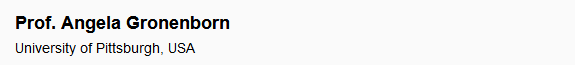 Prof. Angela Gronenborn
University of Pittsburgh, USA